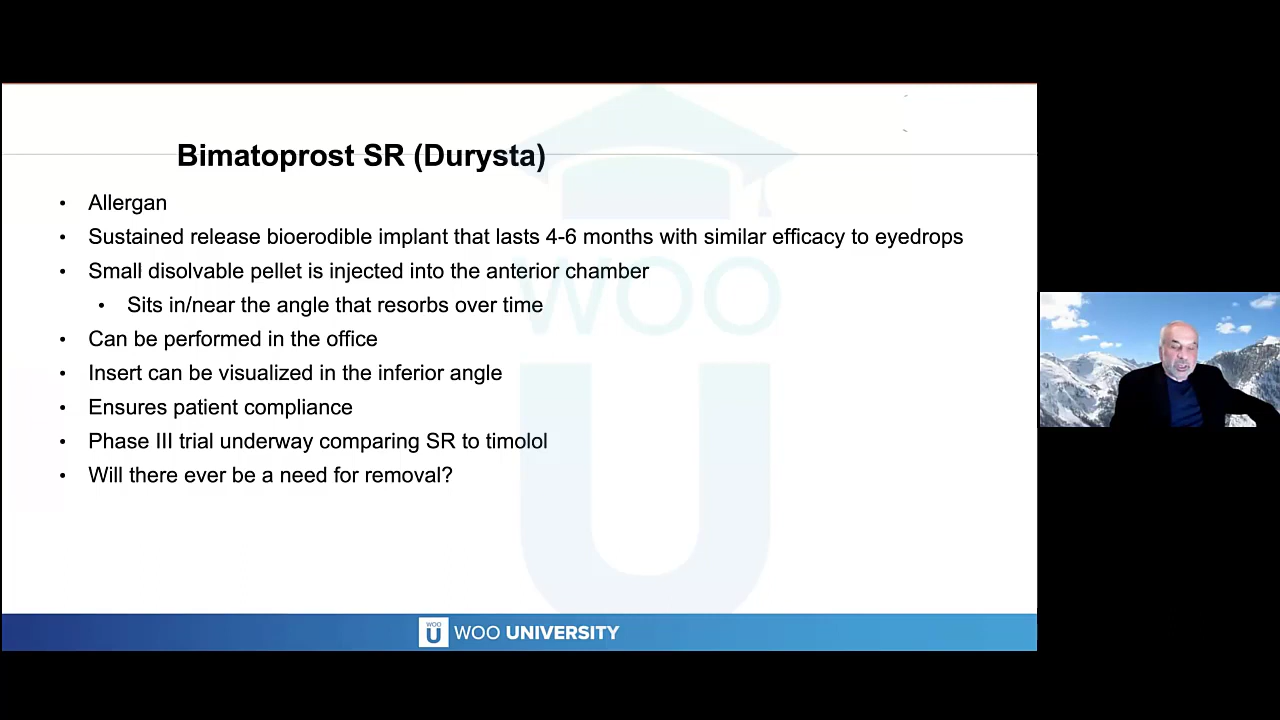 Bimatoprost SR (Durysta)
• Allergan
• Sustained release bioerodible implant that lasts 4-6 months with similar efficacy to eyedrops
• Small disolvable pellet is injected into the anterior chamber
• Sits in/near the angle that resorbs over time
• Can be performed in the office
• Insert can be visualized in the inferior angle
• Ensures patient compliance
• Phase III trial underway comparing SR to timolol
• Will there ever be a need for removal?
WOO
U
WOO
U
WOO UNIVERSITY